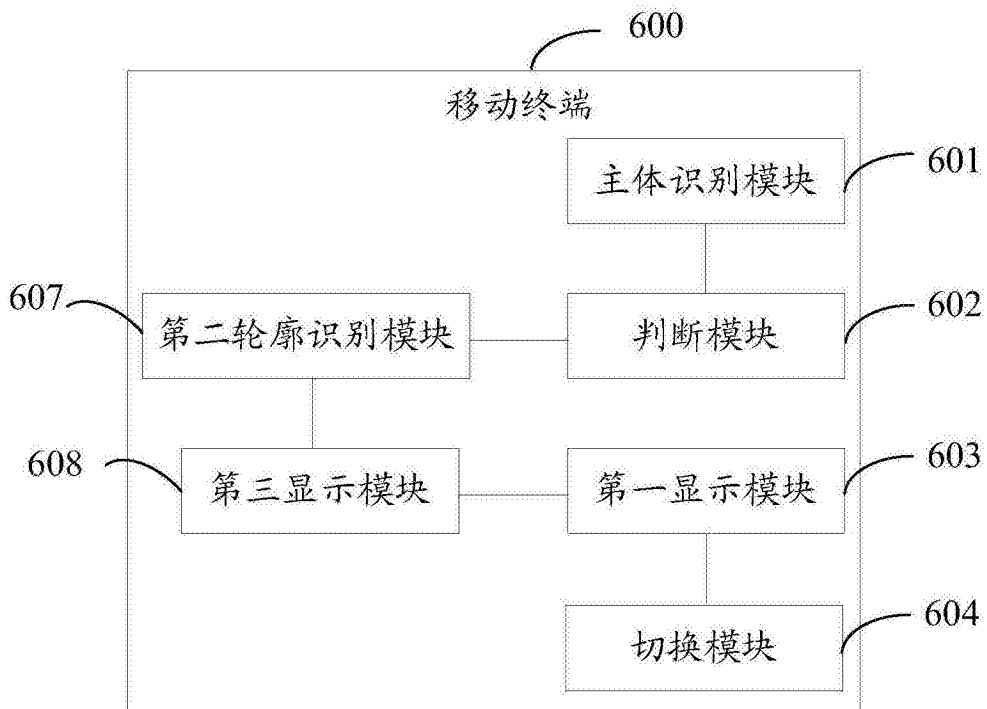 600
移动终端
主体识别模块
601
607
第二轮廓识别模块
判断模块
602
608
第三显示模块
第一显示模块
603
切换模块
604